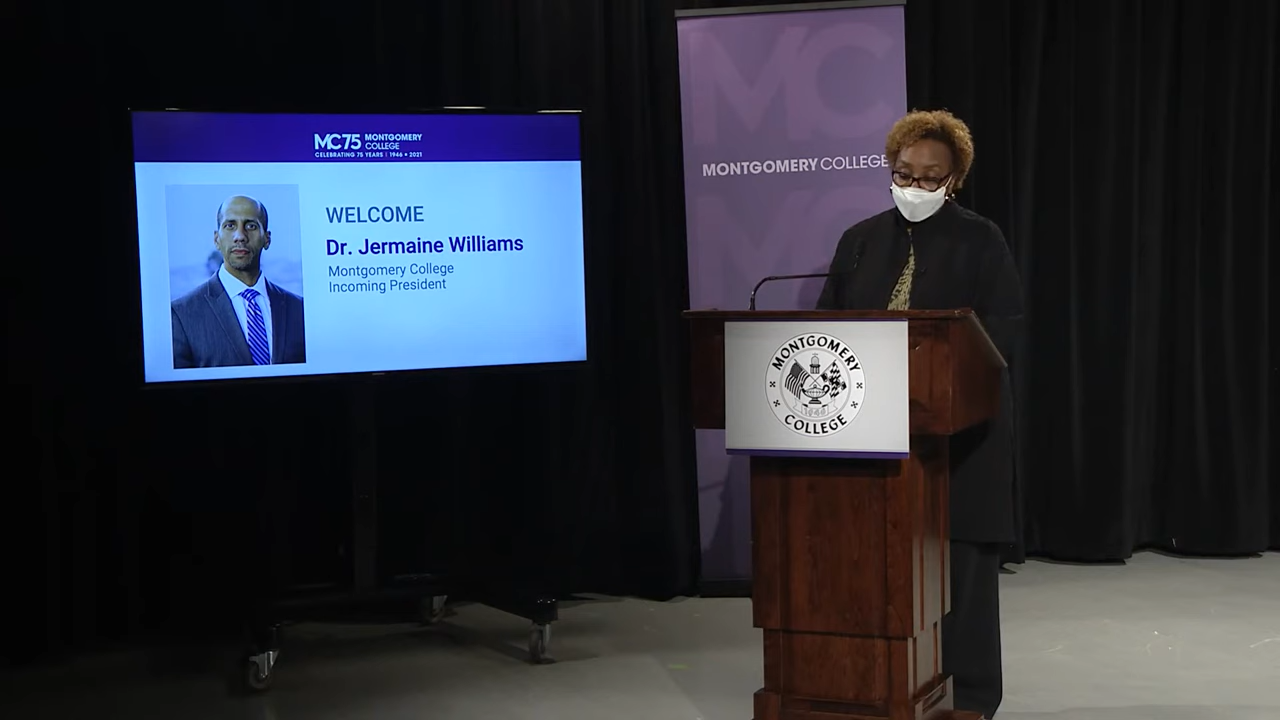 MC75 MONTGOMERY
COLLEGE
CELEBRATING 75 YEARS | 1946 • 2021
WELCOME
Dr. Jermaine Williams
Montgomery College
Incoming President
MC
MONTGOMERY COLLEGE
M
MONTGOMERY
COLLEGE